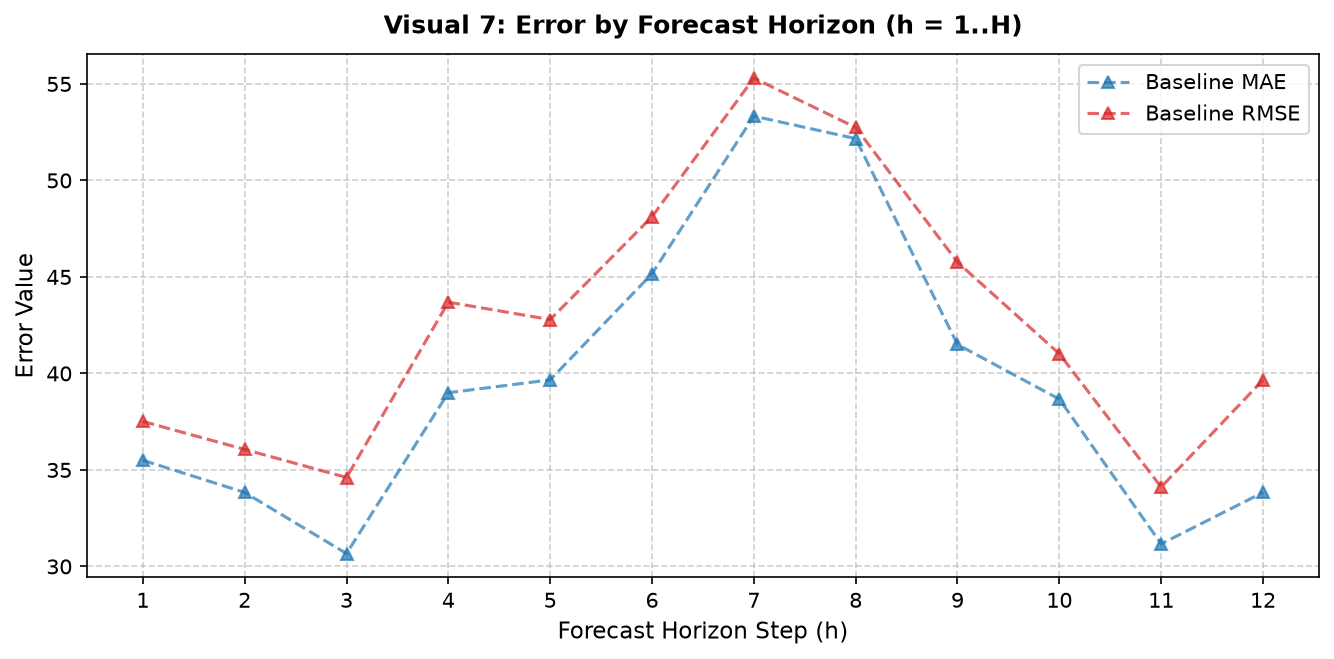 Visual 7: Error by Forecast Horizon (h = 1..H)
Baseline MAE
Baseline RMSE
Error Value
55
50
45
40
35
30
1 2 3 4 5 6 7 8 9 10 11 12
Forecast Horizon Step (h)